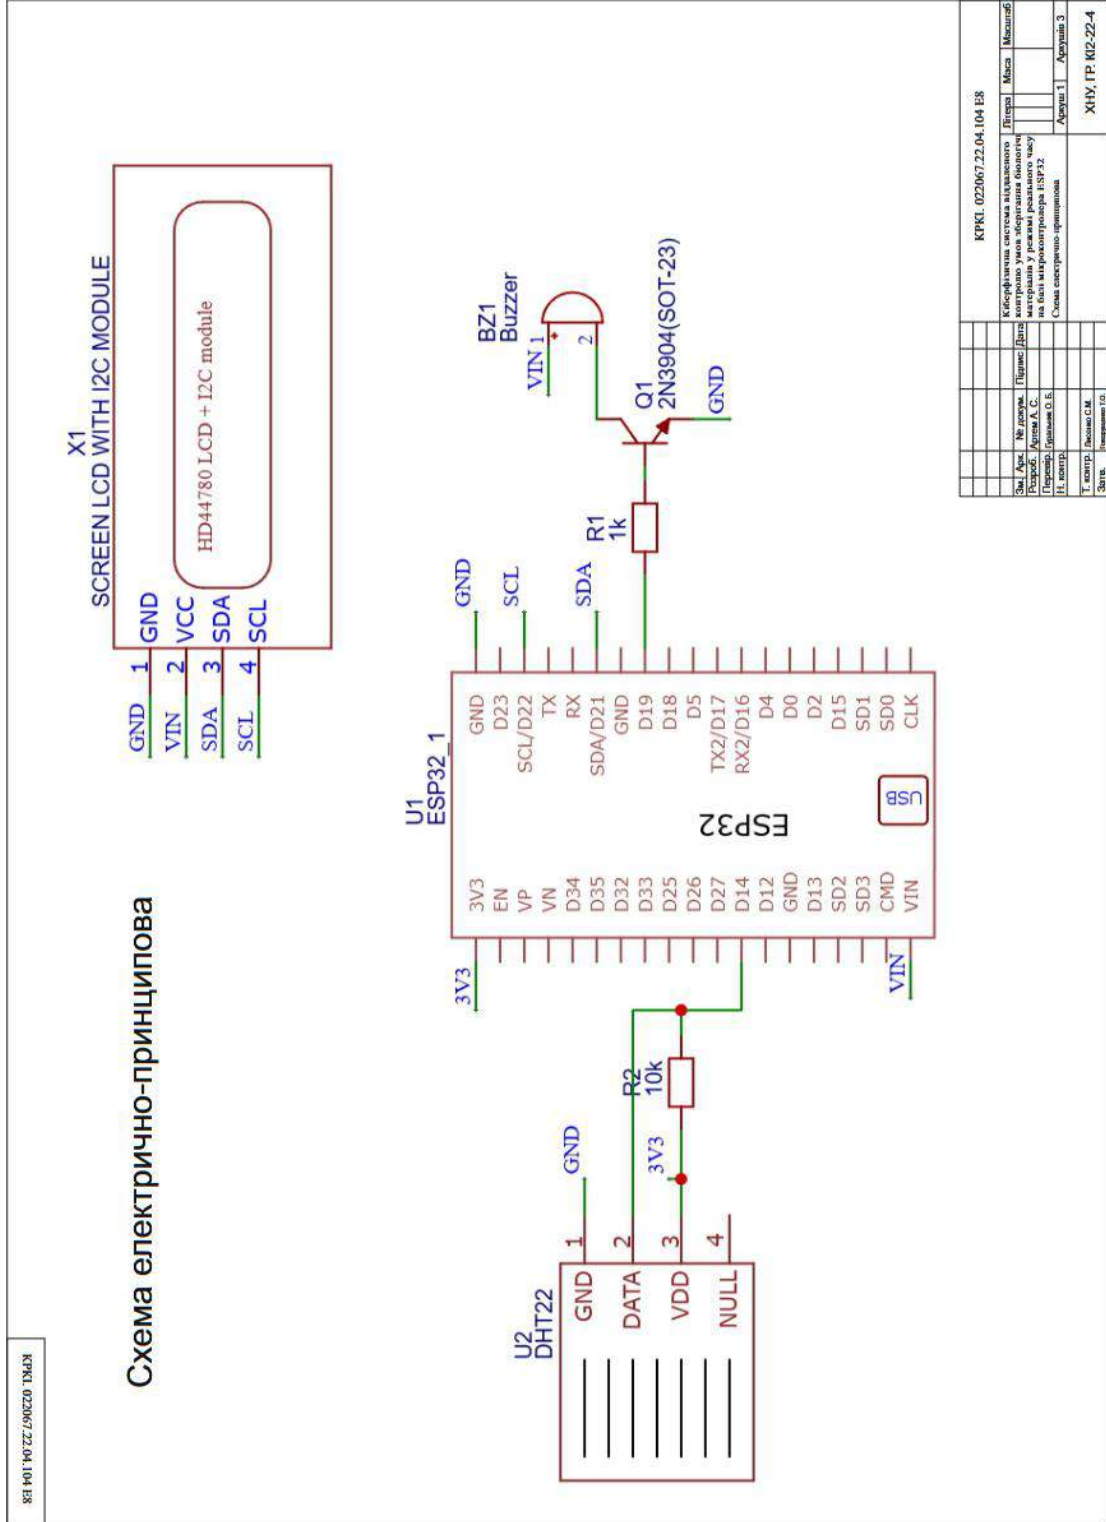 КРКІ. 022067.22.04.104 Е8
Схема електрично-принципова
X1
SCREEN LCD WITH I2C MODULE
HD44780 LCD + I2C module
GND 1 GND
VIN 2 VCC
SDA 3 SDA
SCL 4 SCL
U1
ESP32_1
ESP32
USB
3V3
3V3
EN
VP
VN
D34
D35
D32
D33
D25
D26
D27
D14
D12
GND
D13
SD2
SD3
CMD
VIN
VIN
GND
D23
SCL/D22
TX
RX
SDA/D21
GND
D19
D18
D5
TX2/D17
RX2/D16
D4
D0
D2
D15
SD1
SD0
CLK
GND
SCL
SDA
R1
1k
BZ1
Buzzer
VIN 1
+
2
Q1
2N3904(SOT-23)
GND
U2
DHT22
GND 1
DATA 2
VDD 3
NULL 4
GND
3V3
R2
10k
КРКІ. 022067.22.04.104 Е8
Кіберфізична система віддаленого
контролю умов зберігання біологічн
матеріалів у режимі реального часу
на базі мікроконтролера ESP32
Схема електрично-принципова
Літера Маса Масштаб
Аркуш 1 Аркушів 3
ХНУ, ГР. КІ2-22-4
Зм. Арк. № докум. Підпис Дата
Розроб. Артем А. С.
Перевір.
Н. контр.
Т. контр. Лисенко С.М.
Затв.